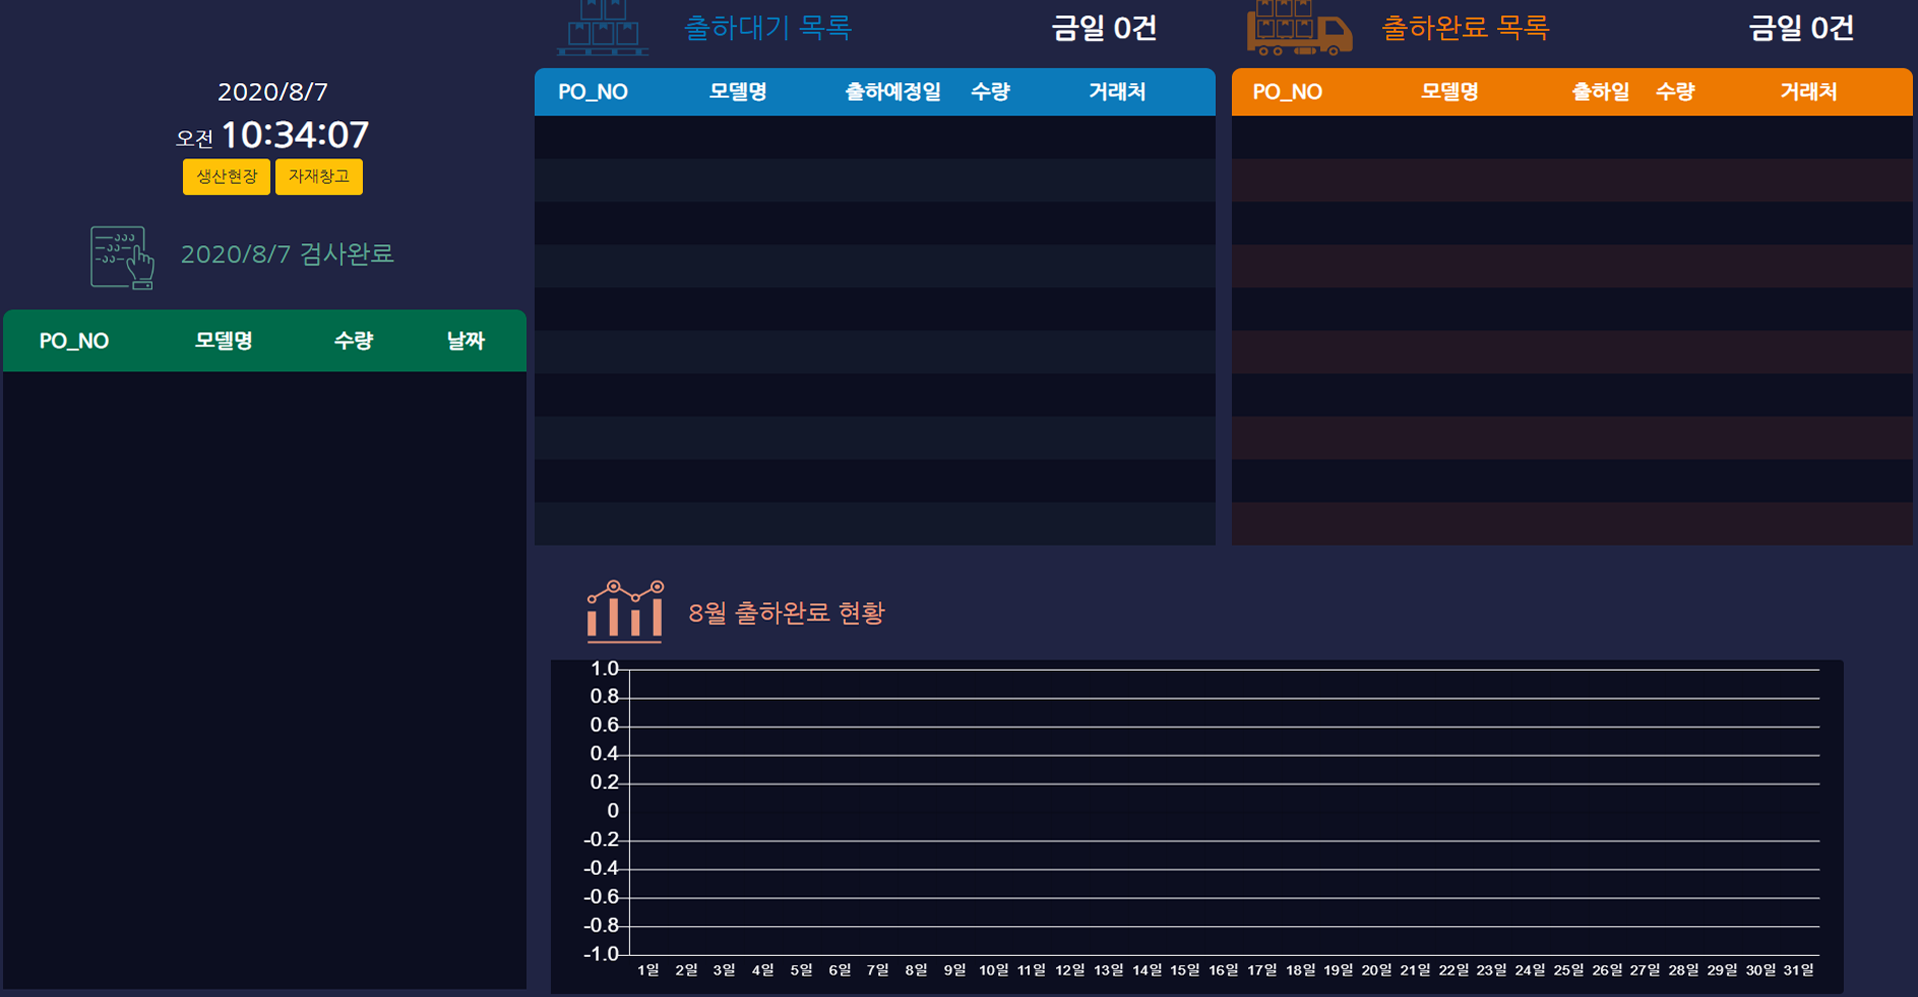 2020/8/7
오전 10:34:07
생산현장 자재창고
2020/8/7 검사완료
PO_NO 모델명 수량 날짜
출하대기 목록 금일 0건
PO_NO 모델명 출하예정일 수량 거래처
출하완료 목록 금일 0건
PO_NO 모델명 출하일 수량 거래처
8월 출하완료 현황
1.0
0.8
0.6
0.4
0.2
0
-0.2
-0.4
-0.6
-0.8
-1.0
1일 2일 3일 4일 5일 6일 7일 8일 9일 10일 11일 12일 13일 14일 15일 16일 17일 18일 19일 20일 21일 22일 23일 24일 25일 26일 27일 28일 29일 30일 31일